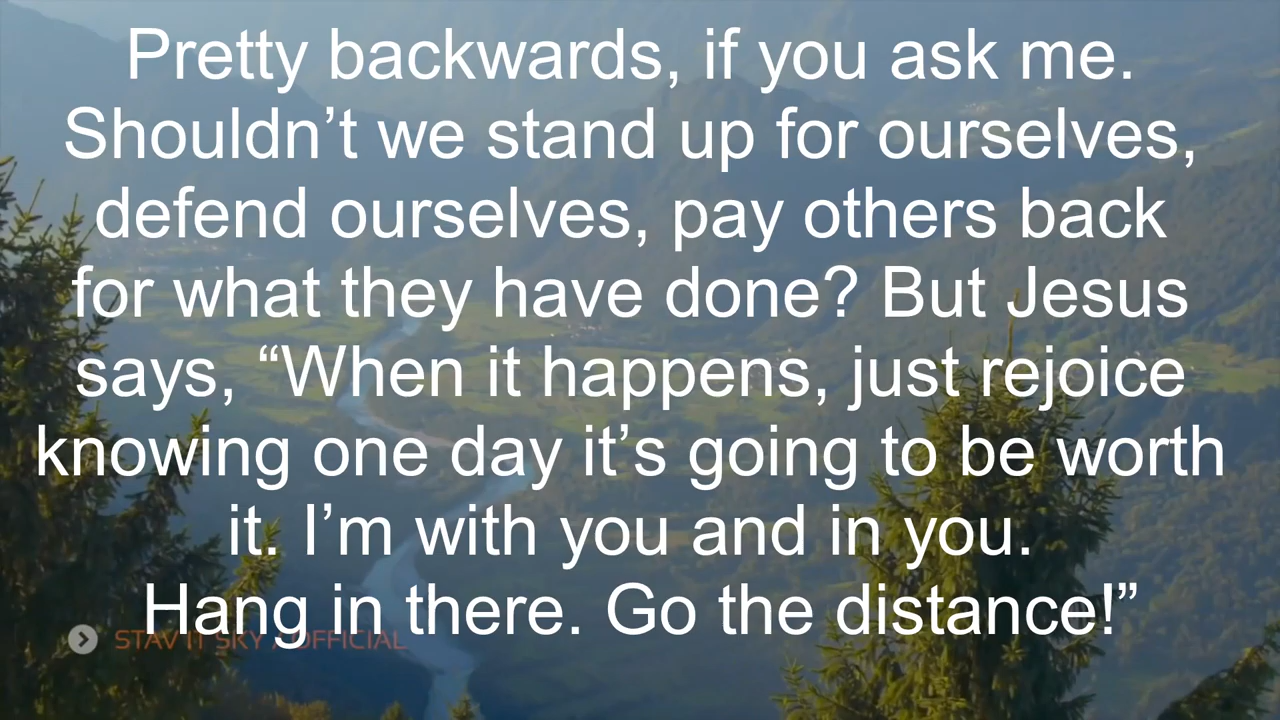 Pretty backwards, if you ask me.
Shouldn’t we stand up for ourselves,
defend ourselves, pay others back
for what they have done? But Jesus
says, “When it happens, just rejoice
knowing one day it’s going to be worth
it. I’m with you and in you.
Hang in there. Go the distance!”
SKY / OFFICIAL